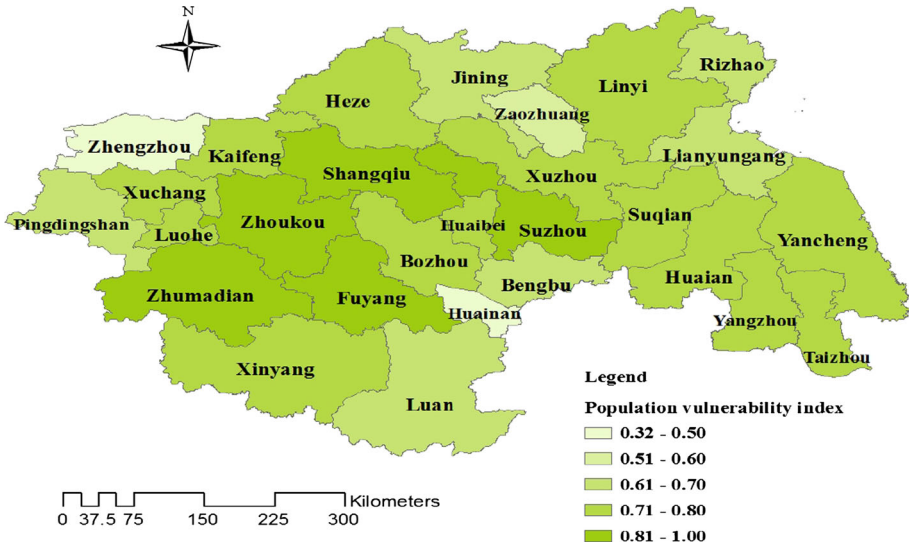 N
Jining
Rizhao
Linyi
Heze
Zaozhuang
Zhengzhou
Kaifeng
Lianyungang
Shangqiu
Xuzhou
Xuchang
Pingdingshan
Luohe
Zhoukou
Huaibei
Suzhou
Suqian
Yancheng
Bozhou
Zhumadian
Fuyang
Bengbu
Huaian
Huainan
Yangzhou
Taizhou
Xinyang
Luan
Legend
Population vulnerability index
0.32 - 0.50
0.51 - 0.60
0.61 - 0.70
0.71 - 0.80
0.81 - 1.00
Kilometers
0 37.5 75 150 225 300